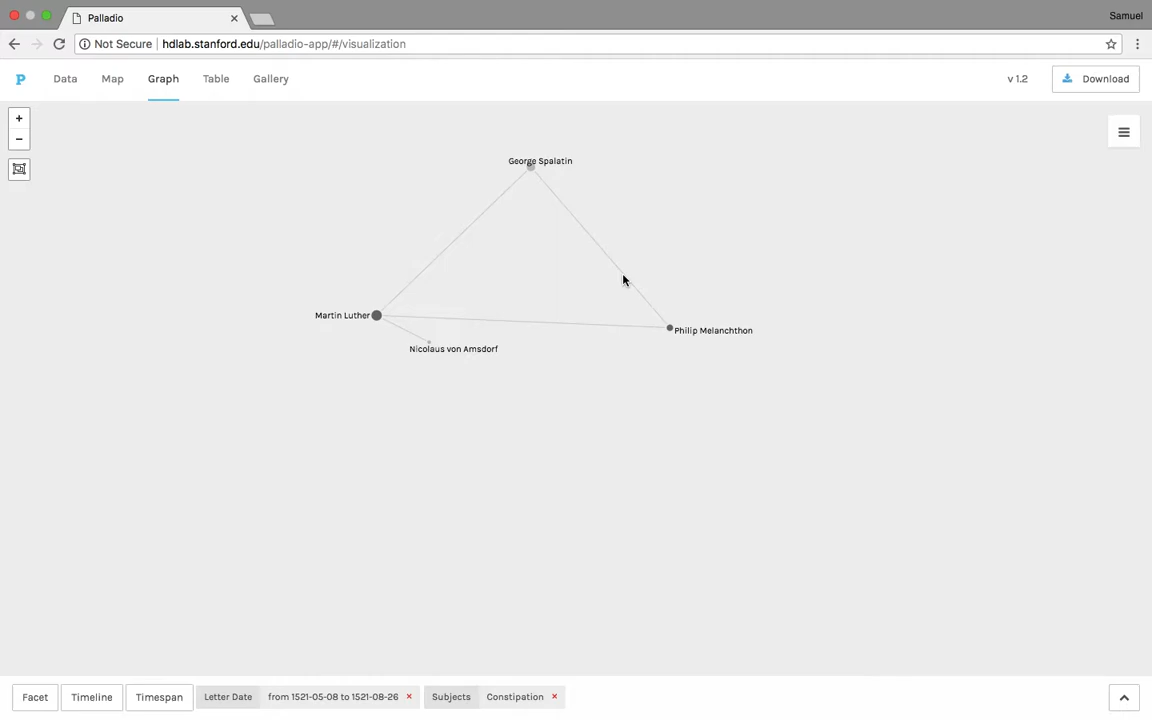 Palladio
Samuel
Not Secure hdlab.stanford.edu/palladio-app/#/visualization
P Data Map Graph Table Gallery v 1.2 Download
+
−
George Spalatin
Martin Luther
Philip Melanchthon
Nicolaus von Amsdorf
Facet Timeline Timespan Letter Date from 1521-05-08 to 1521-08-26 × Subjects Constipation ×